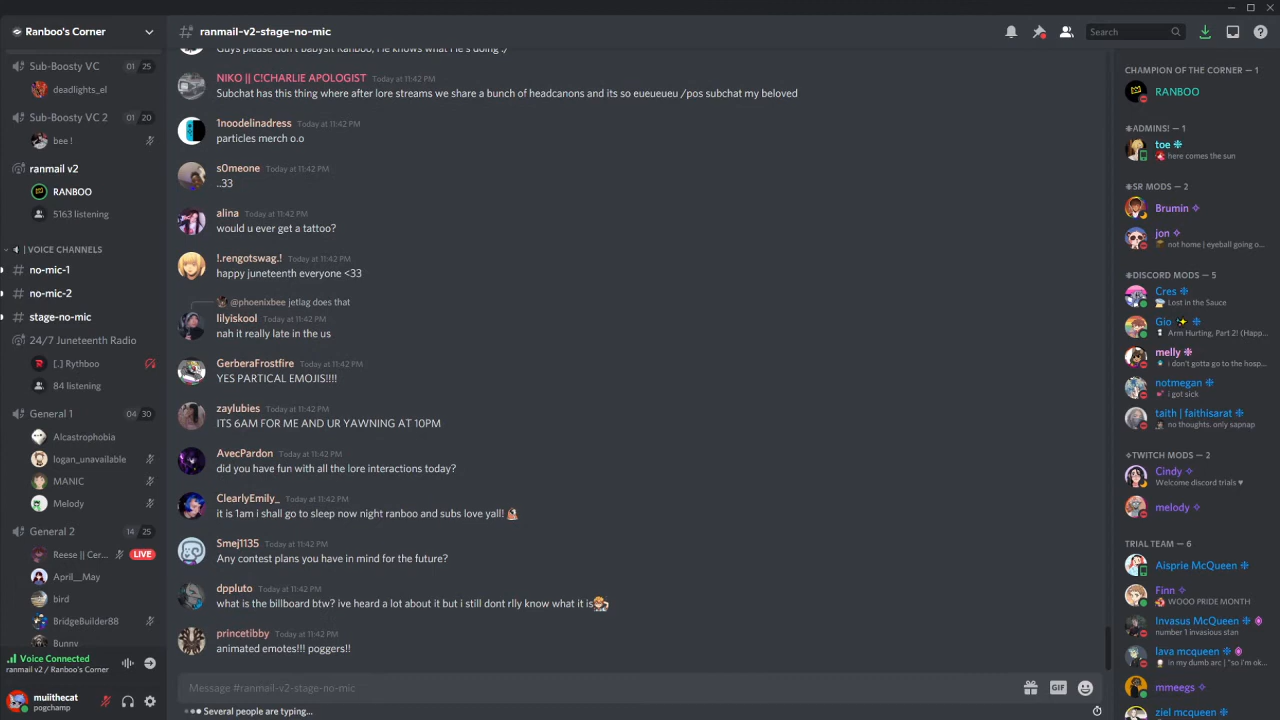 Ranboo's Corner
Sub-Boosty VC 01 25
deadlights_el
Sub-Boosty VC 2 01 20
bee !
ranmail v2
RANBOO
5163 listening
| VOICE CHANNELS
no-mic-1
no-mic-2
stage-no-mic
24/7 Juneteenth Radio
[.] Rythboo
84 listening
General 1 04 30
Alcastrophobia
logan_unavailable
MANIC
Melody
General 2 14 25
Reese || Cer... LIVE
April__May
bird
BridgeBuilder88
Bunny
Voice Connected
ranmail v2 / Ranboo's Corner
muiithecat
pogchamp
ranmail-v2-stage-no-mic
Search
Guys please don't babysit Ranboo, He knows what He's doing :)
NIKO || C!CHARLIE APOLOGIST Today at 11:42 PM
Subchat has this thing where after lore streams we share a bunch of headcanons and its so eueueueu /pos subchat my beloved
1noodelinadress Today at 11:42 PM
particles merch o.o
s0meone Today at 11:42 PM
..33
alina Today at 11:42 PM
would u ever get a tattoo?
!.rengotswag.! Today at 11:42 PM
happy juneteenth everyone <33
@phoenixbee jetlag does that
lilyiskool Today at 11:42 PM
nah it really late in the us
GerberaFrostfire Today at 11:42 PM
YES PARTICAL EMOJIS!!!!
zaylubies Today at 11:42 PM
ITS 6AM FOR ME AND UR YAWNING AT 10PM
AvecPardon Today at 11:42 PM
did you have fun with all the lore interactions today?
ClearlyEmily_ Today at 11:42 PM
it is 1am i shall go to sleep now night ranboo and subs love yall!
Smej1135 Today at 11:42 PM
Any contest plans you have in mind for the future?
dppluto Today at 11:42 PM
what is the billboard btw? ive heard a lot about it but i still dont rlly know what it is
princetibby Today at 11:42 PM
animated emotes!!! poggers!!
Message #ranmail-v2-stage-no-mic
GIF
Several people are typing...
CHAMPION OF THE CORNER — 1
RANBOO
❉ADMINS! — 1
toe ❉
here comes the sun
❉SR MODS — 2
Brumin ✧
jon ✧
not home | eyeball going o...
❉DISCORD MODS — 5
Cres ❉
Lost in the Sauce
Gio ✨ ❉
Arm Hurting, Part 2! (Happ...
melly ❉
i don't gotta go to the hosp...
notmegan ❉
i got sick
taith | faithisarat ❉
no thoughts. only sapnap
✧TWITCH MODS — 2
Cindy ✧
Welcome discord trials ♥
melody ✧
TRIAL TEAM — 6
Aisprie McQueen ❉
Finn ✧
WOOO PRIDE MONTH
Invasus McQueen ❉
number 1 invasious stan
lava mcqueen ❉
in my dumb arc | "so i'm ok...
mmeegs ✧
ziel mcqueen ❉